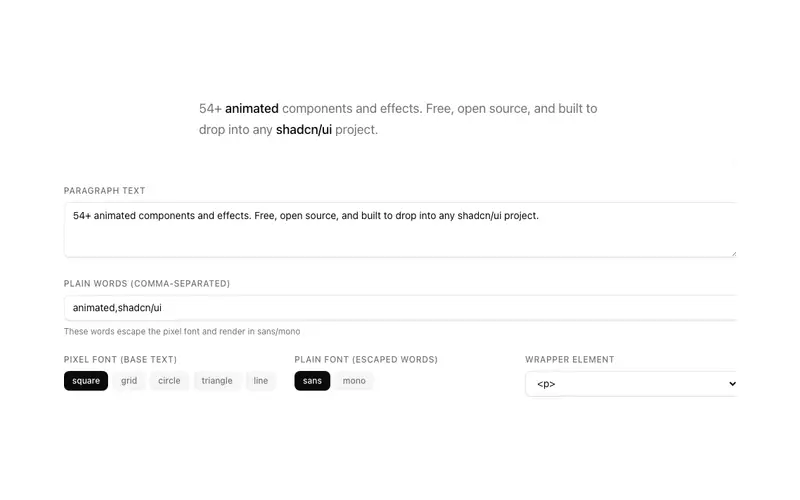 54+ animated components and effects. Free, open source, and built to
drop into any shadcn/ui project.
PARAGRAPH TEXT
54+ animated components and effects. Free, open source, and built to drop into any shadcn/ui project.
PLAIN WORDS (COMMA-SEPARATED)
animated,shadcn/ui
These words escape the pixel font and render in sans/mono
PIXEL FONT (BASE TEXT)
square grid circle triangle line
PLAIN FONT (ESCAPED WORDS)
sans mono
WRAPPER ELEMENT
<p>